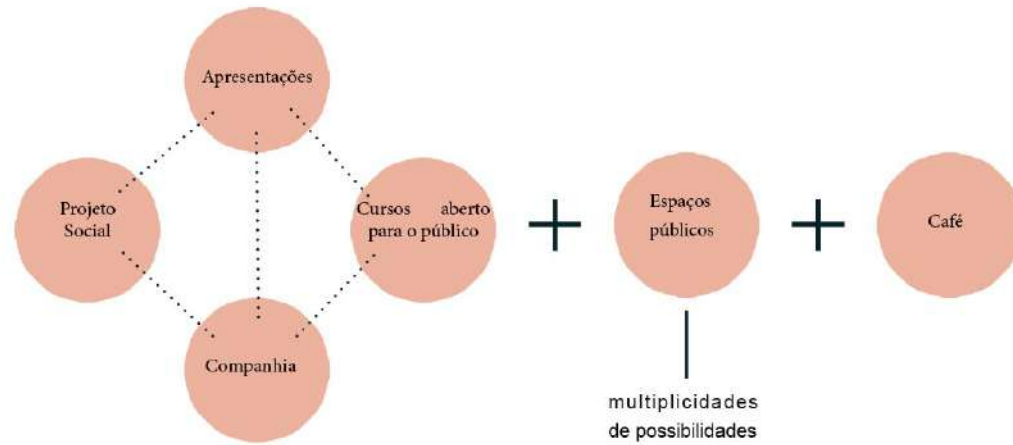 Apresentações
Projeto
Social
Cursos aberto
para o público
Companhia
Espaços
públicos
Café
multiplicidades
de possibilidades